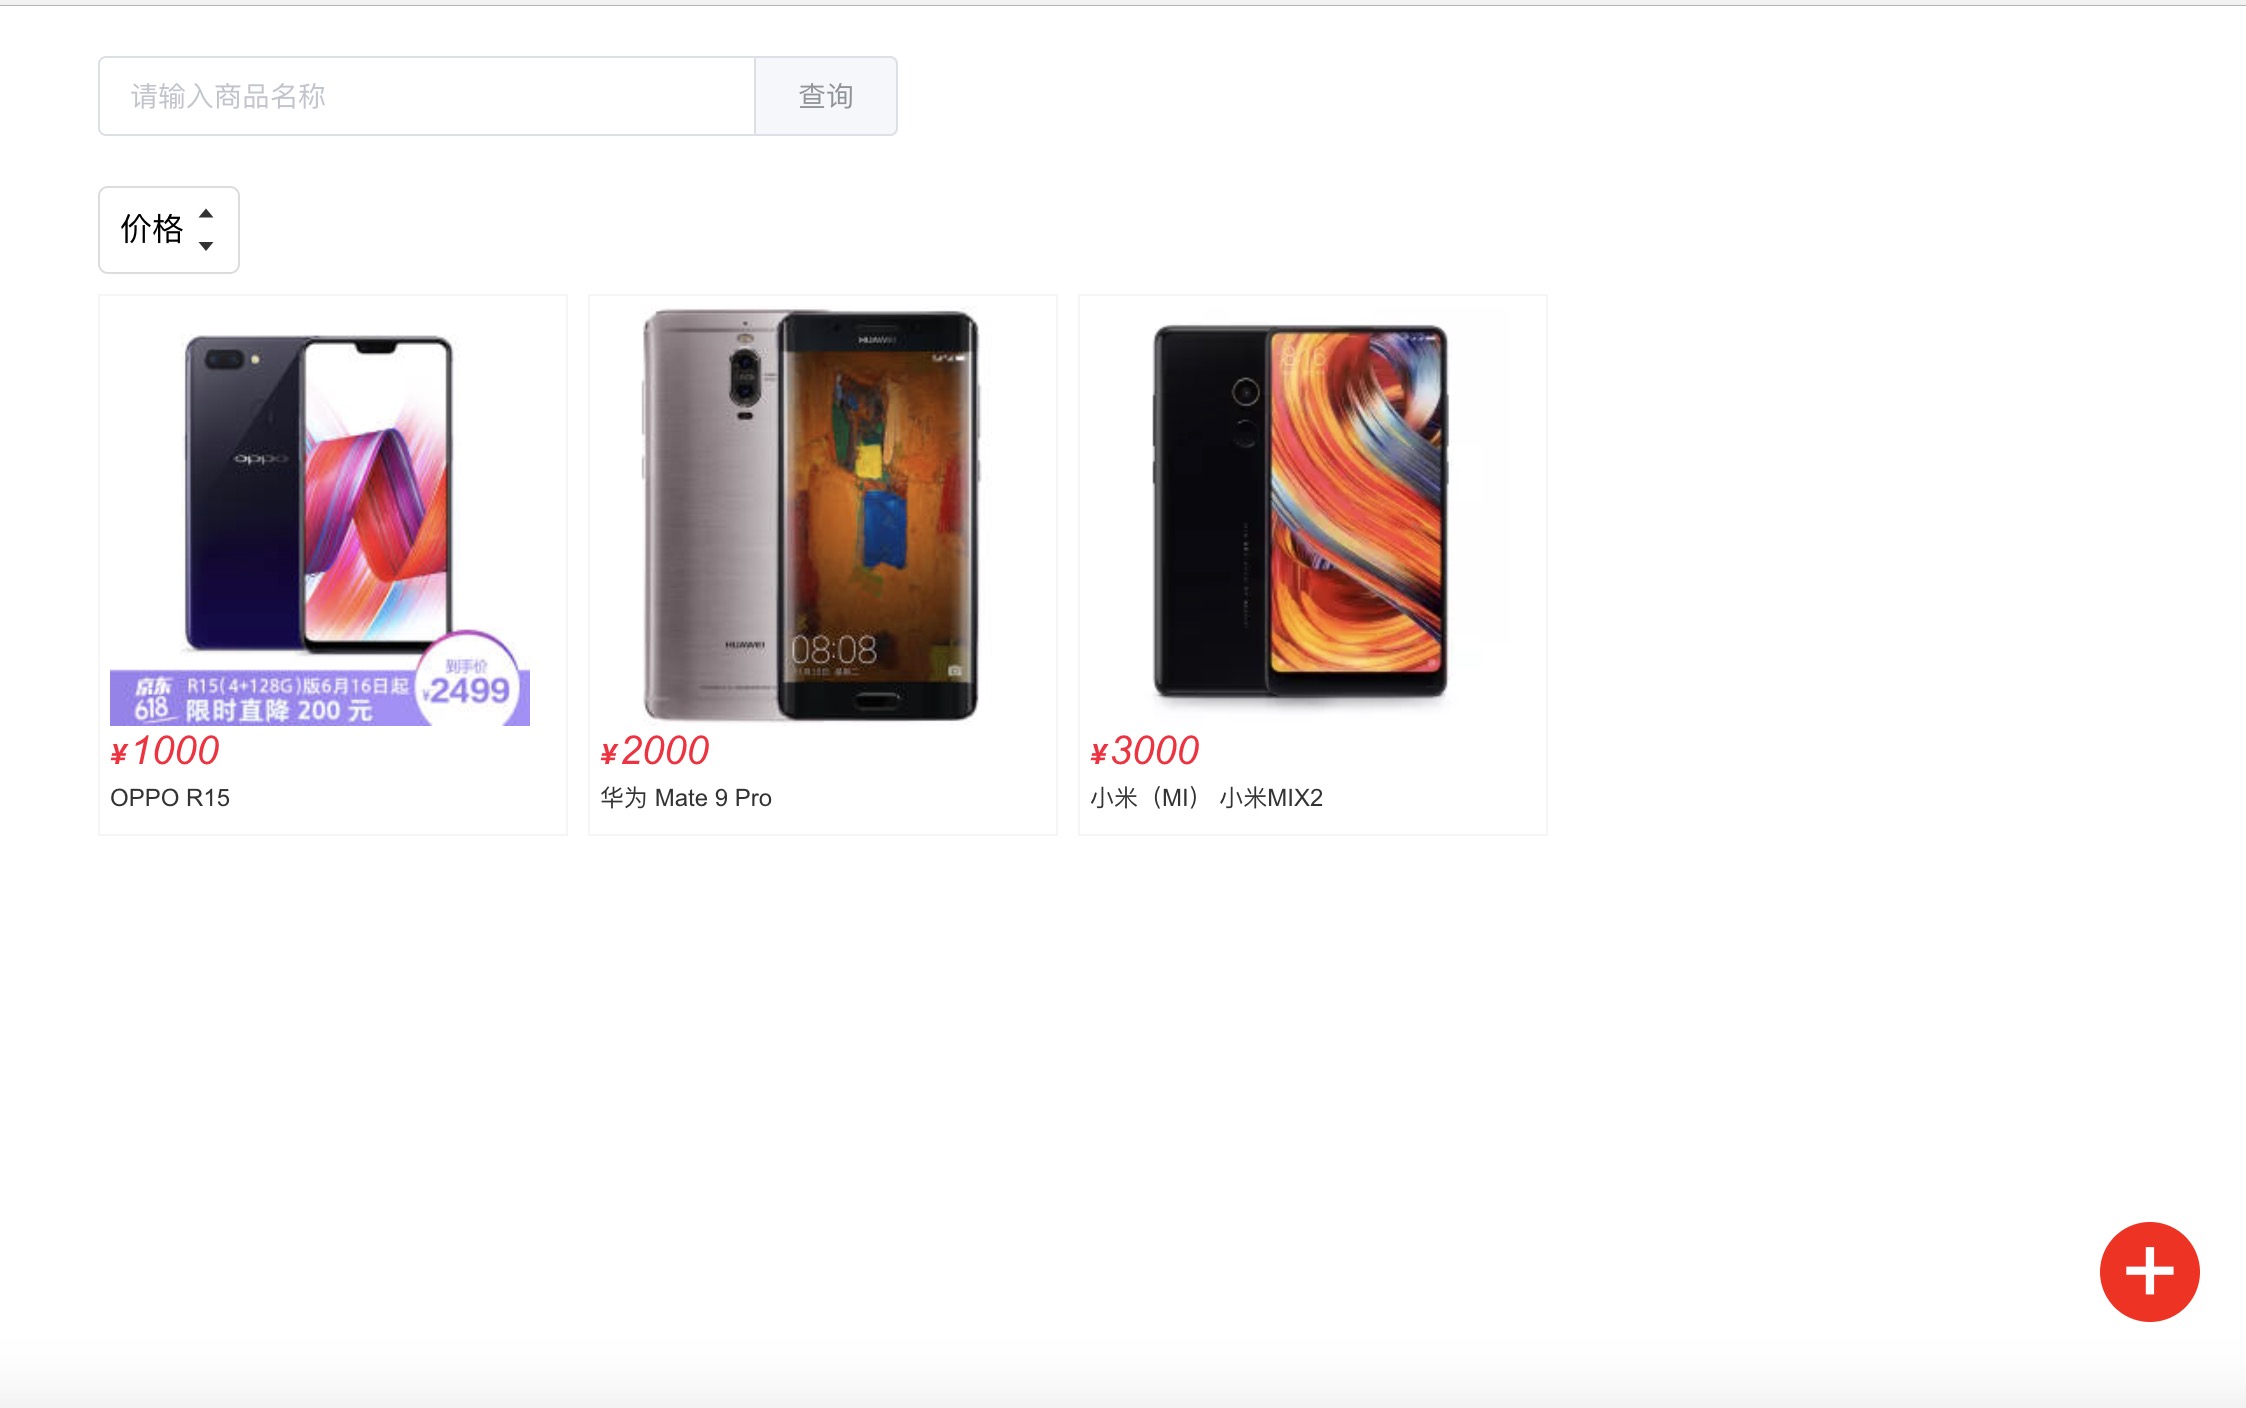 请输入商品名称 查询
价格
oppo
京东 618
R15(4+128G)版6月16日起
限时直降 200 元
到手价
¥2499
HUAWEI
HUAWEI
08:08
¥1000
OPPO R15
¥2000
华为 Mate 9 Pro
¥3000
小米（MI） 小米MIX2